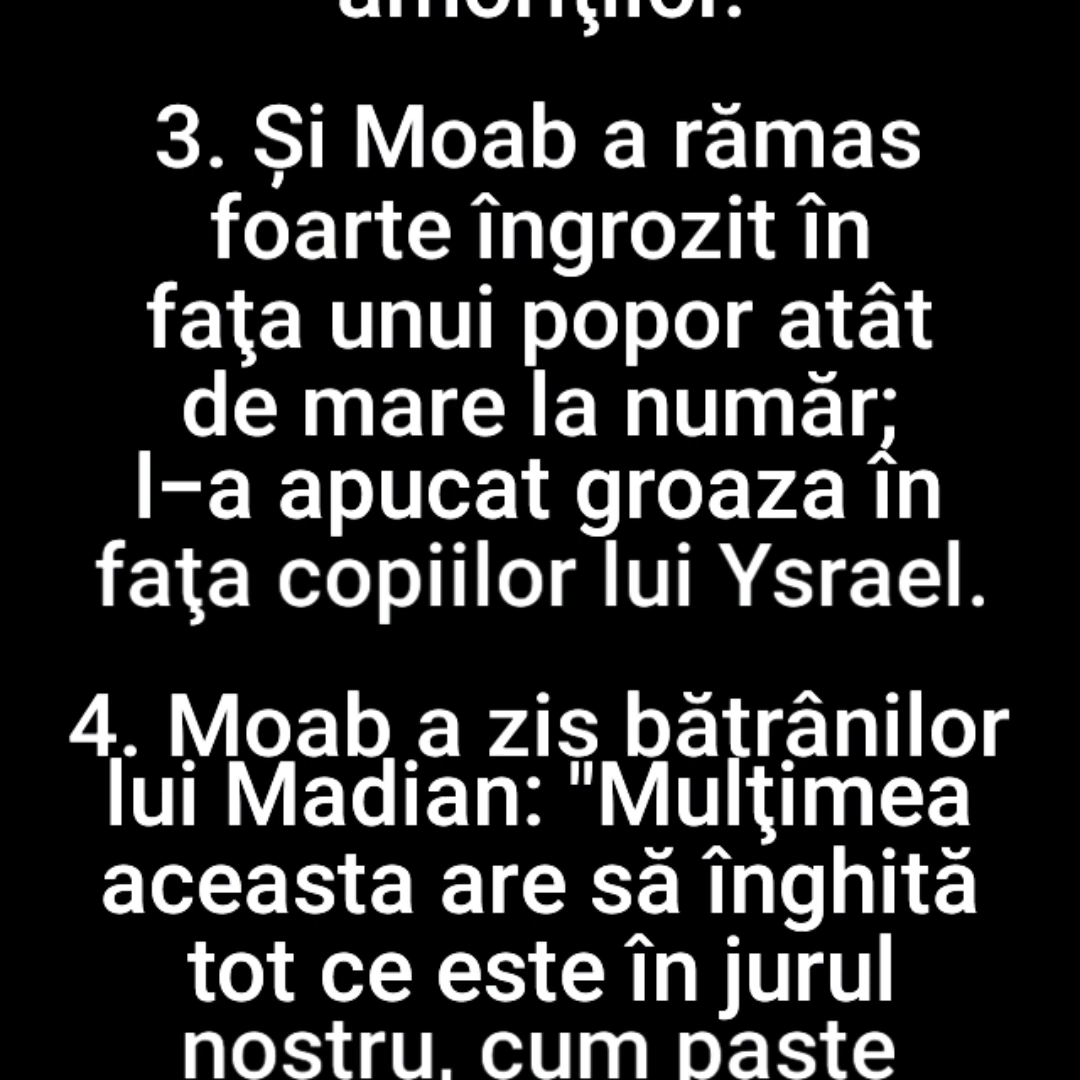 amoriţilor.
3. Și Moab a rămas
foarte îngrozit în
faţa unui popor atât
de mare la număr;
l–a apucat groaza în
faţa copiilor lui Ysrael.
4. Moab a zis bătrânilor
lui Madian: "Mulţimea
aceasta are să înghită
tot ce este în jurul
nostru, cum paște